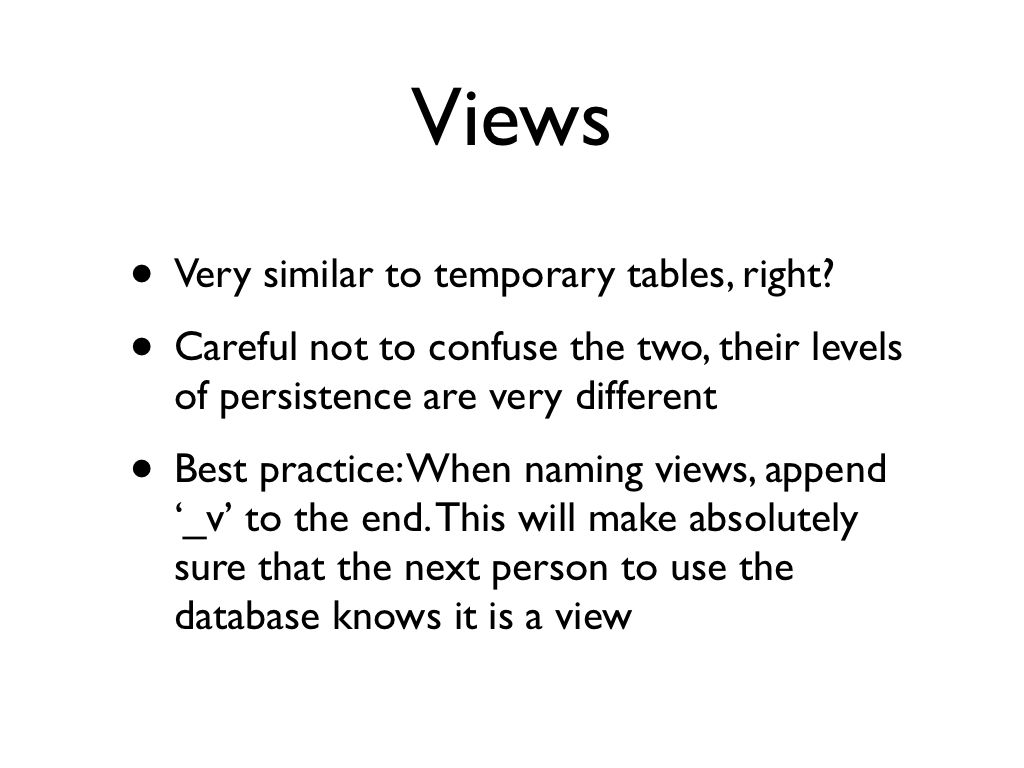 Views
• Very similar to temporary tables, right?
• Careful not to confuse the two, their levels
of persistence are very different
• Best practice: When naming views, append
‘_v’ to the end. This will make absolutely
sure that the next person to use the
database knows it is a view